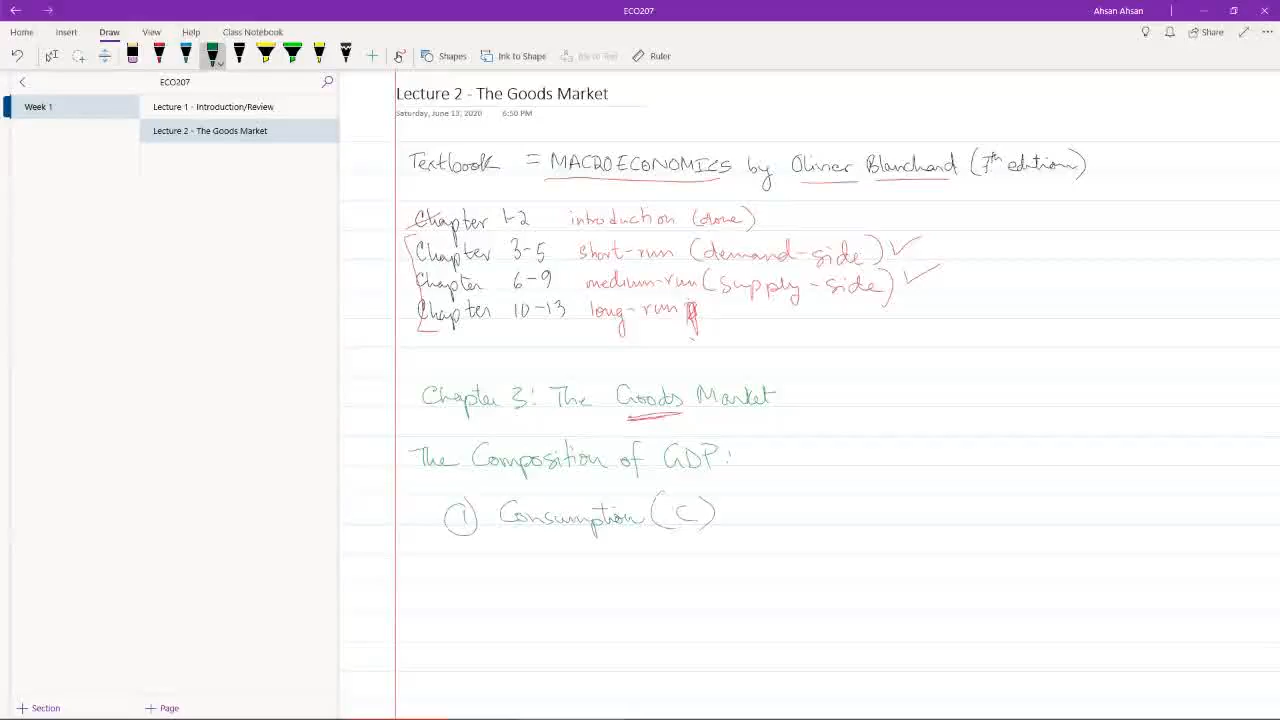 ECO207
Ahsan Ahsan
Home Insert Draw View Help Class Notebook
Share
Shapes Ink to Shape Ink to Text Ruler
ECO207
Week 1
Lecture 1 - Introduction/Review
Lecture 2 - The Goods Market
Lecture 2 - The Goods Market
Saturday, June 13, 2020 6:50 PM
Textbook = MACROECONOMICS by Olivier Blanchard (7th edition)
Chapter 1-2 introduction (done)
Chapter 3-5 short-run (demand-side) ✓
Chapter 6-9 medium-run (supply-side) ✓
Chapter 10-13 long-run
Chapter 3: The Goods Market
The Composition of GDP:
① Consumption (C)
+ Section
+ Page